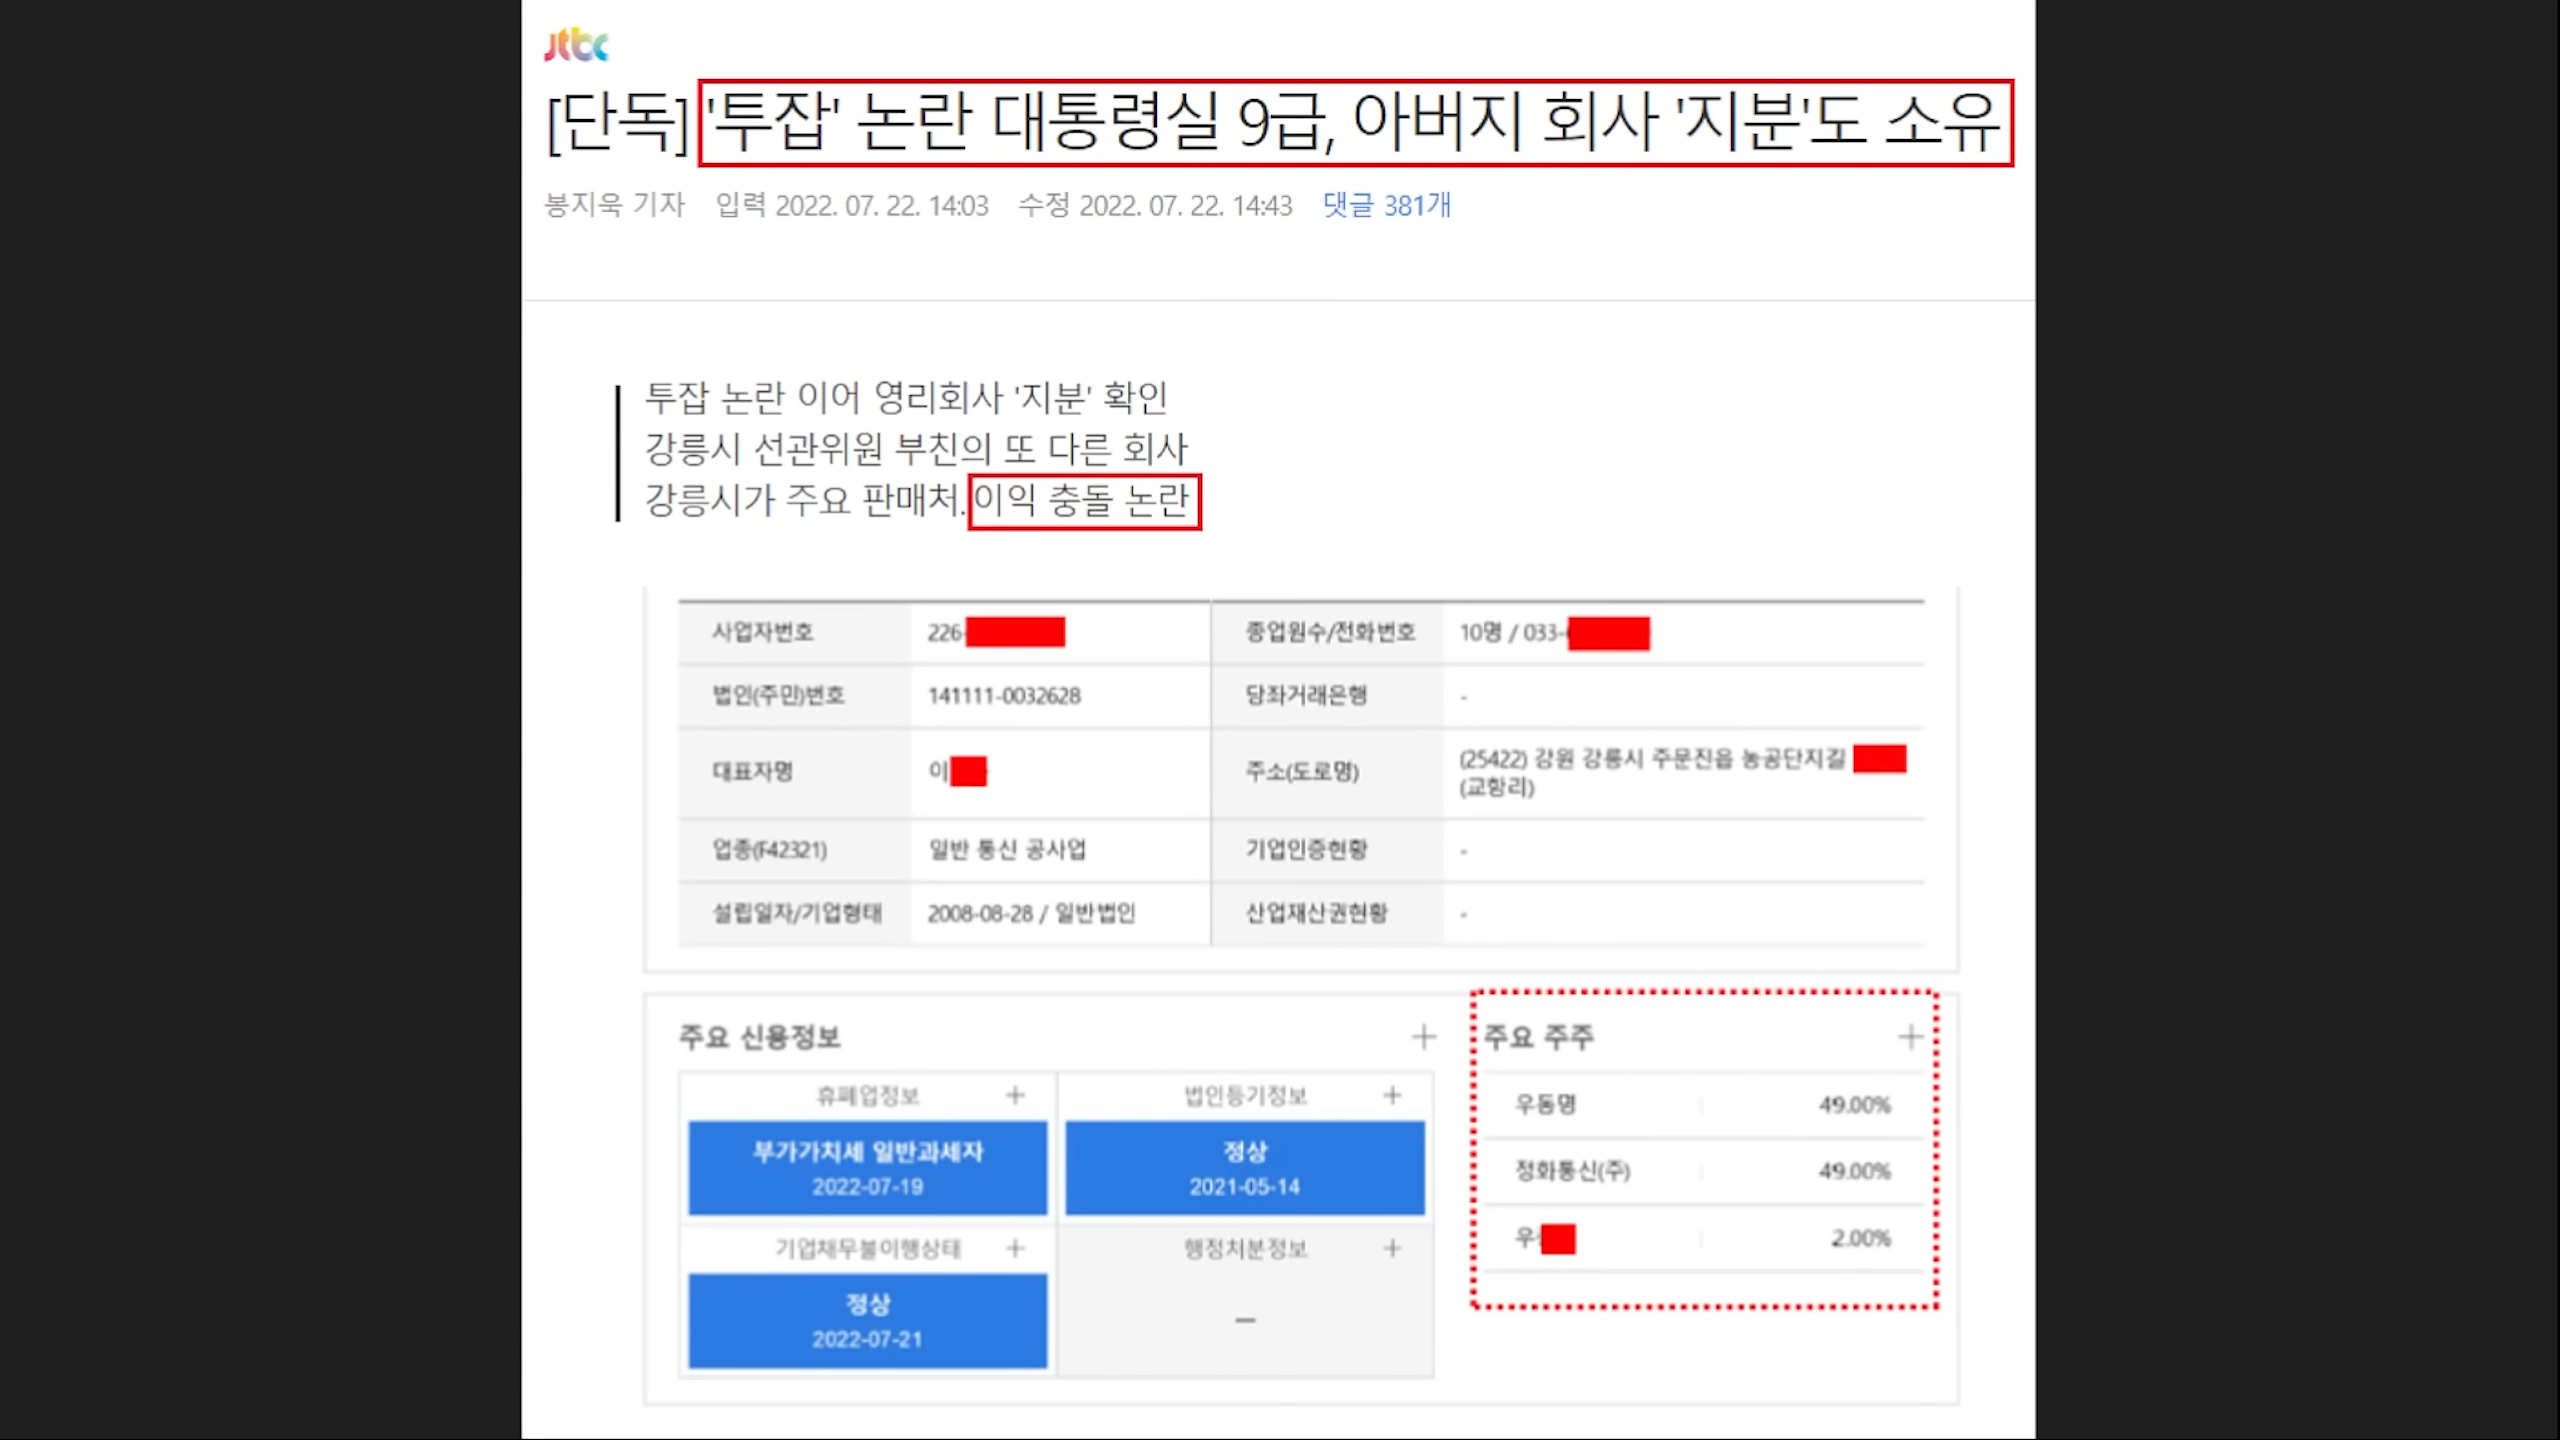 jtbc
[단독] '투잡' 논란 대통령실 9급, 아버지 회사 '지분'도 소유
봉지욱 기자 입력 2022. 07. 22. 14:03 수정 2022. 07. 22. 14:43 댓글 381개
투잡 논란 이어 영리회사 '지분' 확인
강릉시 선관위원 부친의 또 다른 회사
강릉시가 주요 판매처. 이익 충돌 논란
사업자번호 226- 종업원수/전화번호 10명 / 033-
법인(주민)번호 141111-0032628 당좌거래은행 -
대표자명 이 주소(도로명) (25422) 강원 강릉시 주문진읍 농공단지길
(교항리)
업종(F42321) 일반 통신 공사업 기업인증현황 -
설립일자/기업형태 2008-08-28 / 일반법인 산업재산권현황 -
주요 신용정보 + 주요 주주 +
휴폐업정보 + 법인등기정보 +
부가가치세 일반과세자 정상
2022-07-19 2021-05-14
기업채무불이행상태 + 행정처분정보 +
정상 –
2022-07-21
우동명 49.00%
정화통신(주) 49.00%
우 2.00%